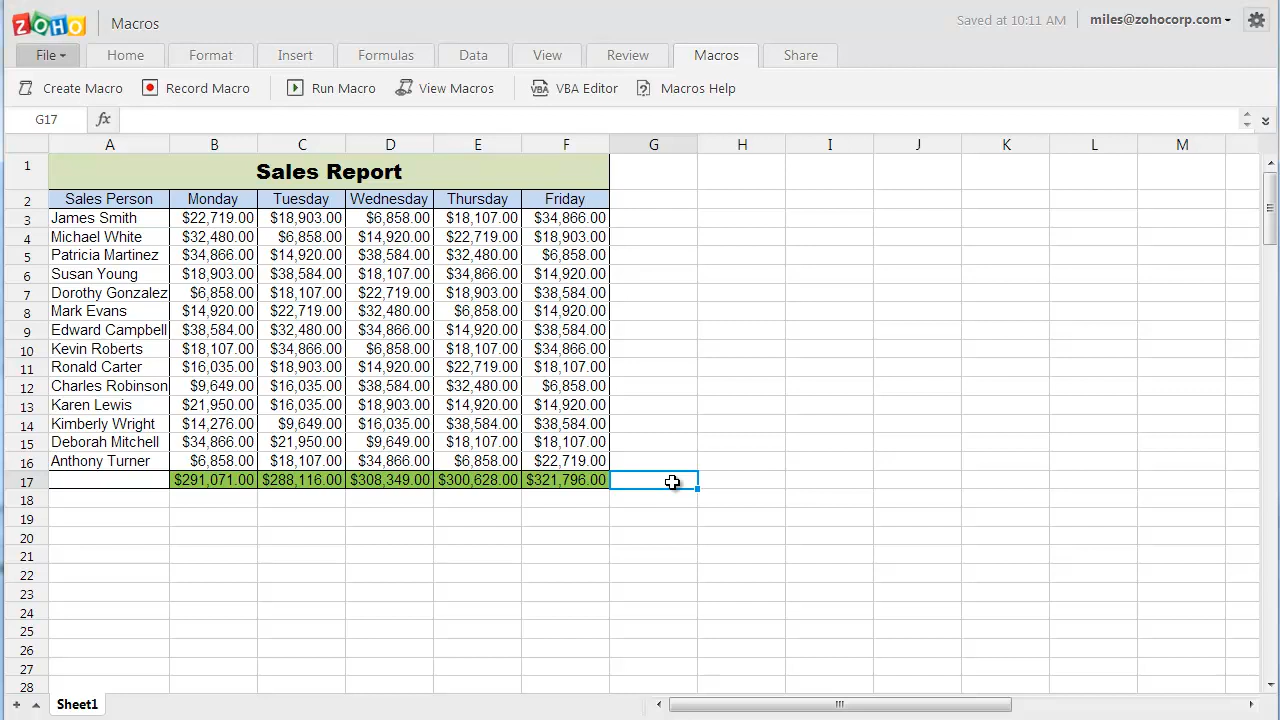 ZOHO Macros Saved at 10:11 AM miles@zohocorp.com
File Home Format Insert Formulas Data View Review Macros Share
Create Macro Record Macro Run Macro View Macros VBA Editor Macros Help
G17 fx
A B C D E F G H I J K L M
1 Sales Report
2 Sales Person Monday Tuesday Wednesday Thursday Friday
3 James Smith $22,719.00 $18,903.00 $6,858.00 $18,107.00 $34,866.00
4 Michael White $32,480.00 $6,858.00 $14,920.00 $22,719.00 $18,903.00
5 Patricia Martinez $34,866.00 $14,920.00 $38,584.00 $32,480.00 $6,858.00
6 Susan Young $18,903.00 $38,584.00 $18,107.00 $34,866.00 $14,920.00
7 Dorothy Gonzalez $6,858.00 $18,107.00 $22,719.00 $18,903.00 $38,584.00
8 Mark Evans $14,920.00 $22,719.00 $32,480.00 $6,858.00 $14,920.00
9 Edward Campbell $38,584.00 $32,480.00 $34,866.00 $14,920.00 $38,584.00
10 Kevin Roberts $18,107.00 $34,866.00 $6,858.00 $18,107.00 $34,866.00
11 Ronald Carter $16,035.00 $18,903.00 $14,920.00 $22,719.00 $18,107.00
12 Charles Robinson $9,649.00 $16,035.00 $38,584.00 $32,480.00 $6,858.00
13 Karen Lewis $21,950.00 $16,035.00 $18,903.00 $14,920.00 $14,920.00
14 Kimberly Wright $14,276.00 $9,649.00 $16,035.00 $38,584.00 $38,584.00
15 Deborah Mitchell $34,866.00 $21,950.00 $9,649.00 $18,107.00 $18,107.00
16 Anthony Turner $6,858.00 $18,107.00 $34,866.00 $6,858.00 $22,719.00
17 $291,071.00 $288,116.00 $308,349.00 $300,628.00 $321,796.00
18
19
20
21
22
23
24
25
26
27
28
Sheet1